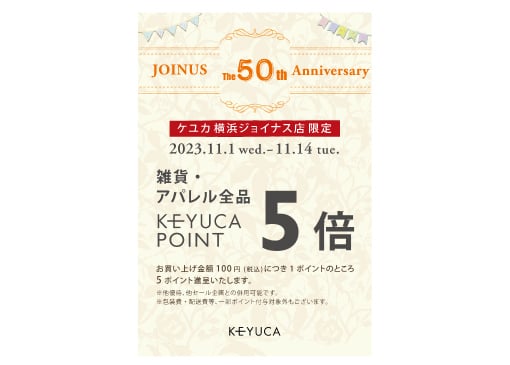 JOINUS The 50th Anniversary
ケユカ 横浜ジョイナス店 限定
2023.11.1 wed.–11.14 tue.
雑貨・
アパレル全品
KEYUCA
POINT
5倍
お買い上げ金額100円(税込)につき1ポイントのところ
5ポイント進呈いたします。
※他優待、他セール企画との併用可能です。
※包装費・配送費等、一部ポイント付与対象外もございます。
KEYUCA